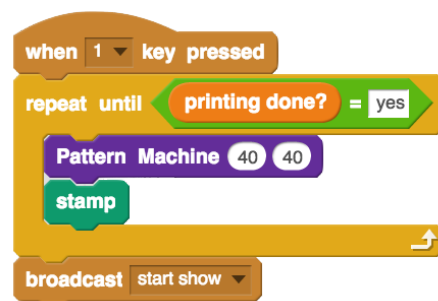 when 1 key pressed
repeat until printing done? = yes
Pattern Machine 40 40
stamp
broadcast start show